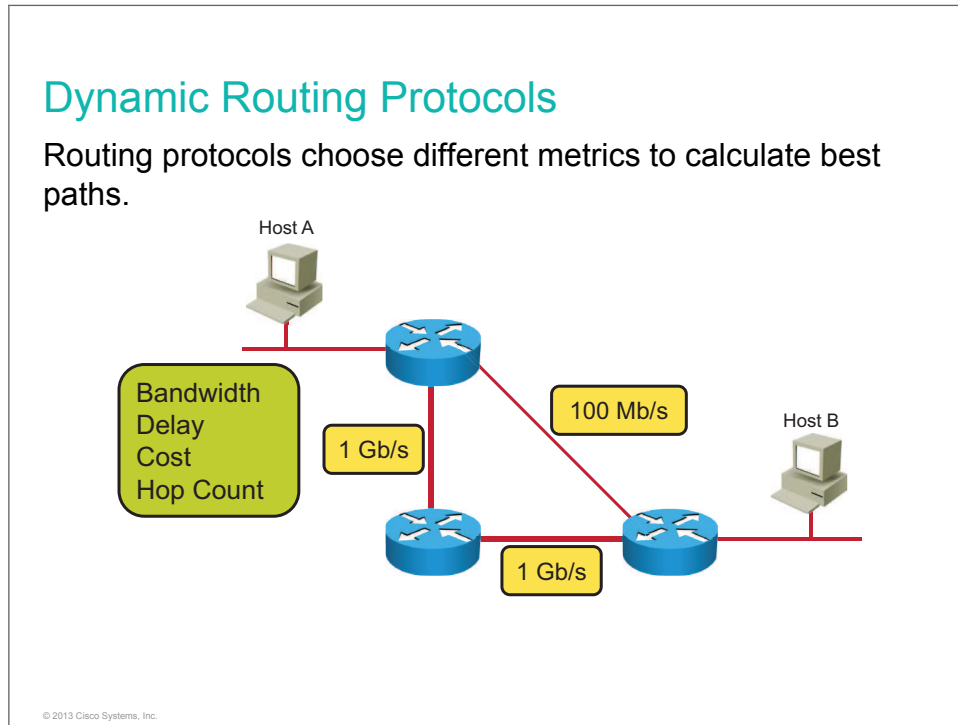 Dynamic Routing Protocols
Routing protocols choose different metrics to calculate best
paths.
Host A
Bandwidth
Delay
Cost
Hop Count
1 Gb/s
100 Mb/s
Host B
1 Gb/s
© 2013 Cisco Systems, Inc.